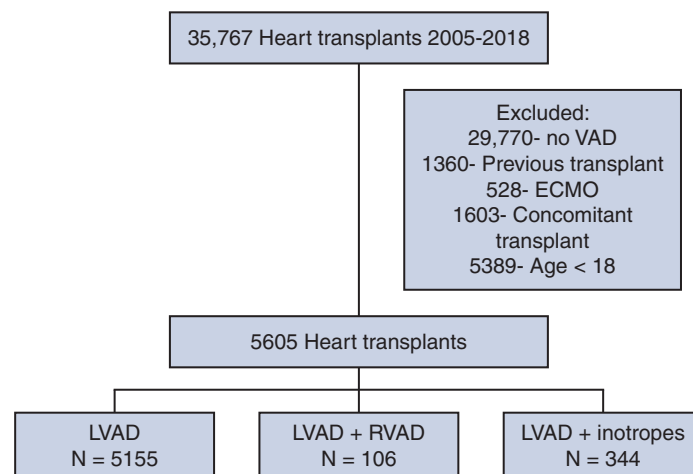 35,767 Heart transplants 2005-2018
Excluded:
29,770- no VAD
1360- Previous transplant
528- ECMO
1603- Concomitant
transplant
5389- Age < 18
5605 Heart transplants
LVAD
N = 5155
LVAD + RVAD
N = 106
LVAD + inotropes
N = 344